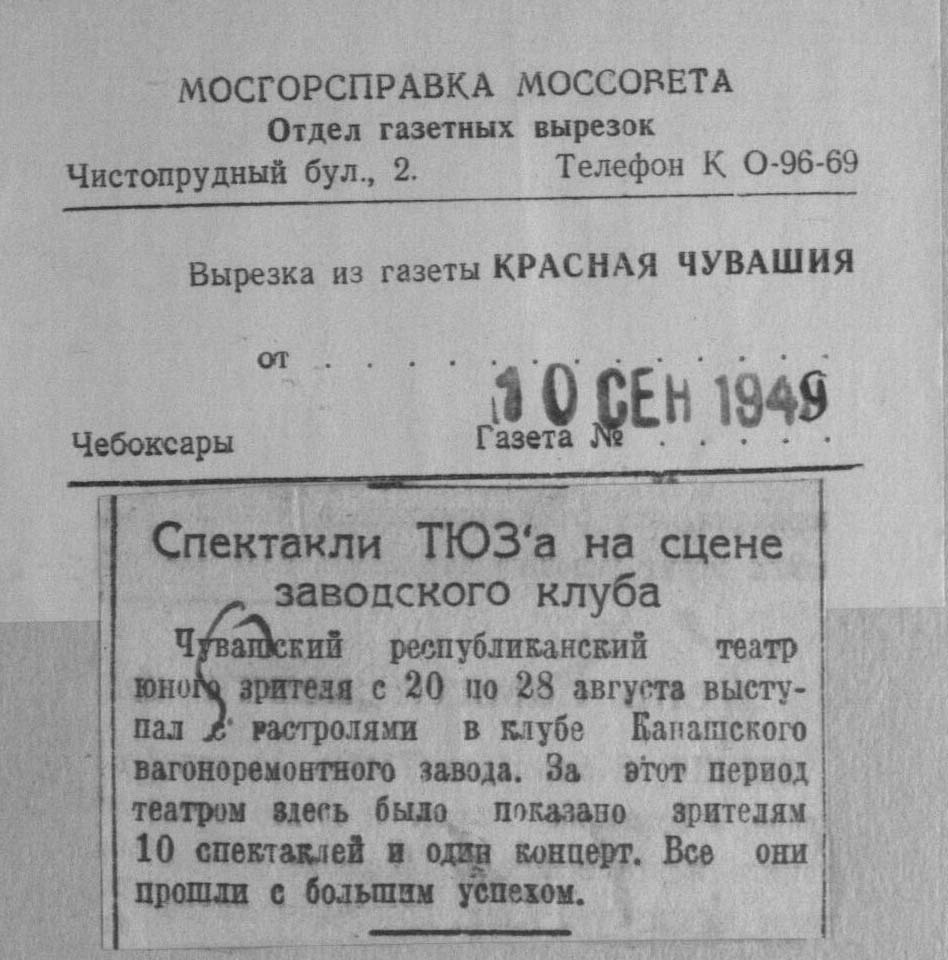 МОСГОРСПРАВКА МОССОВЕТА
Отдел газетных вырезок
Чистопрудный бул., 2. Телефон К 0-96-69
Вырезка из газеты КРАСНАЯ ЧУВАШИЯ
от . . . . . . . . . . . .
10 СЕН 1949
Чебоксары Газета № . . . . .
Спектакли ТЮЗ‘а на сцене
заводского клуба
Чувашский республиканский театр
юного зрителя с 20 по 28 августа высту-
пал с гастролями в клубе Канашского
вагоноремонтного завода. За этот период
театром здесь было показано зрителям
10 спектаклей и один концерт. Все они
прошли с большим успехом.